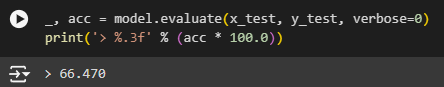 _, acc = model.evaluate(x_test, y_test, verbose=0)
print('> %.3f' % (acc * 100.0))
> 66.470